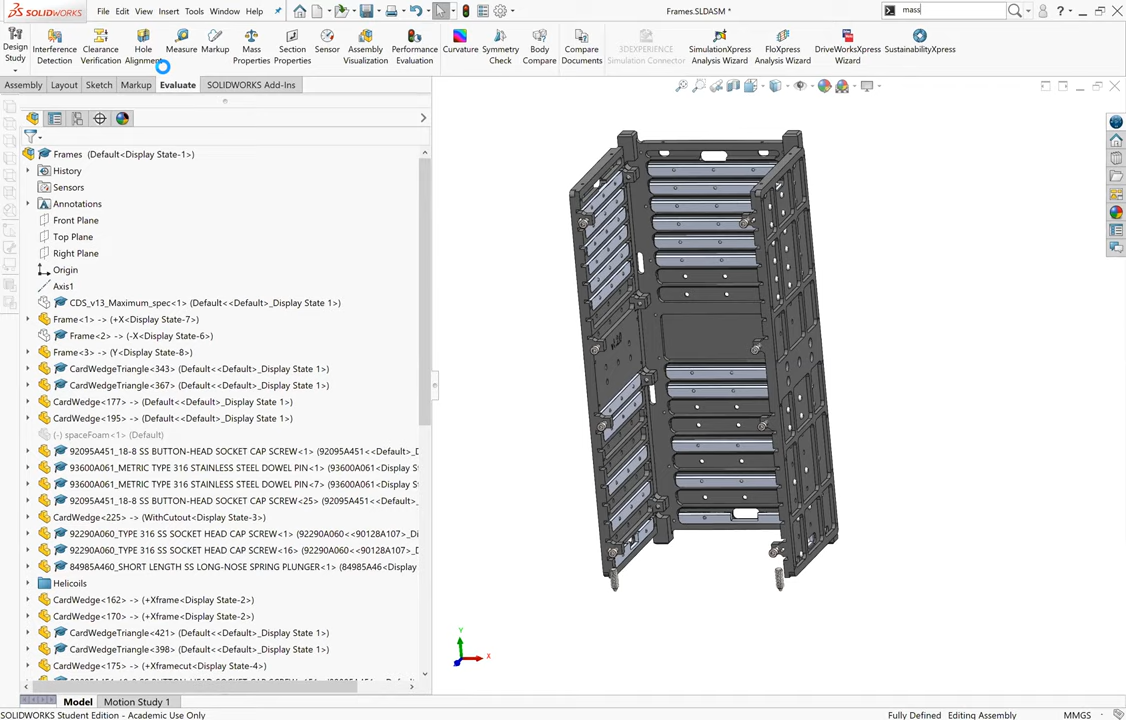 SOLIDWORKS File Edit View Insert Tools Window Help Frames.SLDASM * mass
Design Study Interference Detection Clearance Verification Hole Alignment Measure Markup Mass Properties Section Properties Sensor Assembly Visualization Performance Evaluation Curvature Symmetry Check Body Compare Compare Documents 3DEXPERIENCE Simulation Connector SimulationXpress Analysis Wizard FloXpress Analysis Wizard DriveWorksXpress Wizard SustainabilityXpress
Assembly Layout Sketch Markup Evaluate SOLIDWORKS Add-Ins
Frames (Default<Display State-1>)
History
Sensors
Annotations
Front Plane
Top Plane
Right Plane
Origin
Axis1
CDS_v13_Maximum_spec<1> (Default<<Default>_Display State 1>)
Frame<1> -> (+X<Display State-7>)
Frame<2> -> (-X<Display State-6>)
Frame<3> -> (Y<Display State-8>)
CardWedgeTriangle<343> (Default<<Default>_Display State 1>)
CardWedgeTriangle<367> (Default<<Default>_Display State 1>)
CardWedge<177> (Default<<Default>_Display State 1>)
CardWedge<195> (Default<<Default>_Display State 1>)
(-) spaceFoam<1> (Default)
92095A451_18-8 SS BUTTON-HEAD SOCKET CAP SCREW<1> (92095A451<<Default>_D
93600A061_METRIC TYPE 316 STAINLESS STEEL DOWEL PIN<1> (93600A061<Display S
93600A061_METRIC TYPE 316 STAINLESS STEEL DOWEL PIN<7> (93600A061<Display S
92095A451_18-8 SS BUTTON-HEAD SOCKET CAP SCREW<25> (92095A451<<Default>_
CardWedge<225> (WithCutout<Display State-3>)
92290A060_TYPE 316 SS SOCKET HEAD CAP SCREW<1> (92290A060<<90128A107>_Di
92290A060_TYPE 316 SS SOCKET HEAD CAP SCREW<16> (92290A060<<90128A107>_D
84985A460_SHORT LENGTH SS LONG-NOSE SPRING PLUNGER<1> (84985A46<Display
Helicoils
CardWedge<162> -> (+Xframe<Display State-2>)
CardWedge<170> -> (+Xframe<Display State-2>)
CardWedgeTriangle<421> (Default<<Default>_Display State 1>)
CardWedgeTriangle<398> (Default<<Default>_Display State 1>)
CardWedge<175> -> (+Xframecut<Display State-4>)
Y
X
Model Motion Study 1
SOLIDWORKS Student Edition - Academic Use Only Fully Defined Editing Assembly MMGS